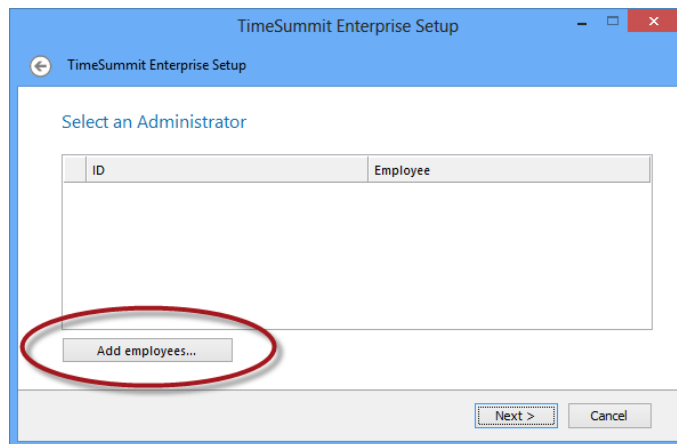 TimeSummit Enterprise Setup
TimeSummit Enterprise Setup
Select an Administrator
ID Employee
Add employees...
Next > Cancel